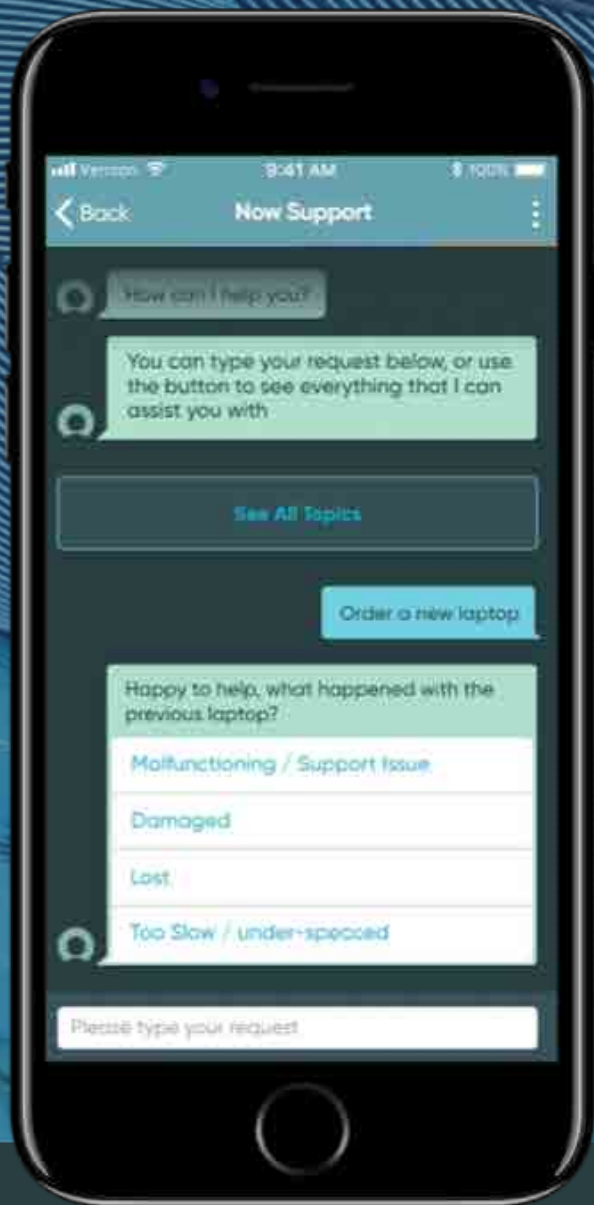 Verizon 9:41 AM 100%
Back Now Support
How can I help you?
You can type your request below, or use
the button to see everything that I can
assist you with
See All Topics
Order a new laptop
Happy to help, what happened with the
previous laptop?
Malfunctioning / Support Issue
Damaged
Lost
Too Slow / under-specced
Please type your request